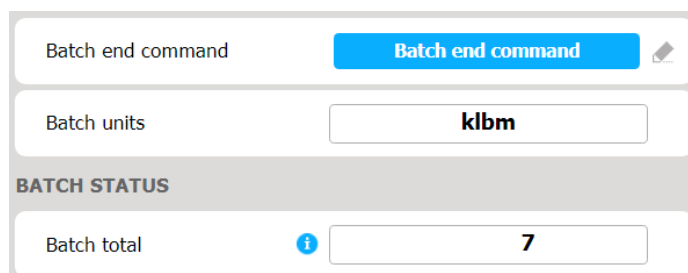 Batch end command Batch end command
Batch units klbm
BATCH STATUS
Batch total i 7